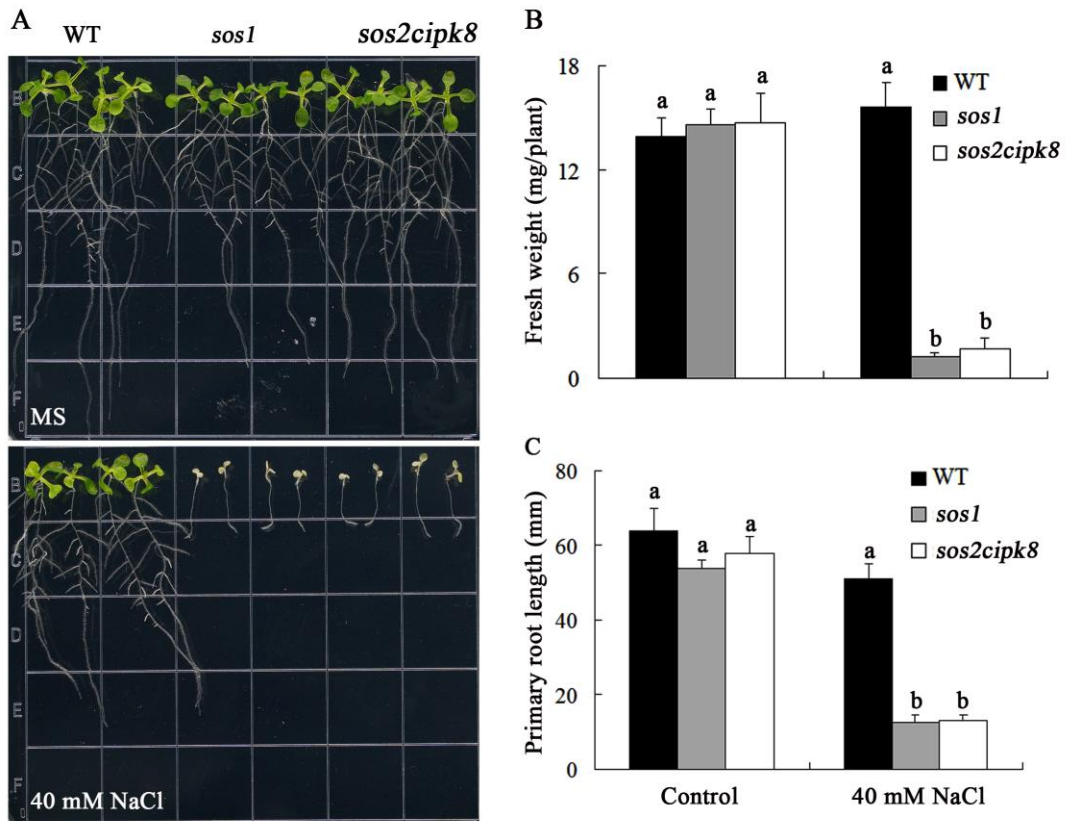 A
WT sos1 sos2cipk8
B
C
D
E
F
MS
B
C
D
E
F
40 mM NaCl
B
Fresh weight (mg/plant)
18
12
6
0
a a a a
b b
WT
sos1
sos2cipk8
C
Primary root length (mm)
80
60
40
20
0
a a a a
b b
WT
sos1
sos2cipk8
Control 40 mM NaCl